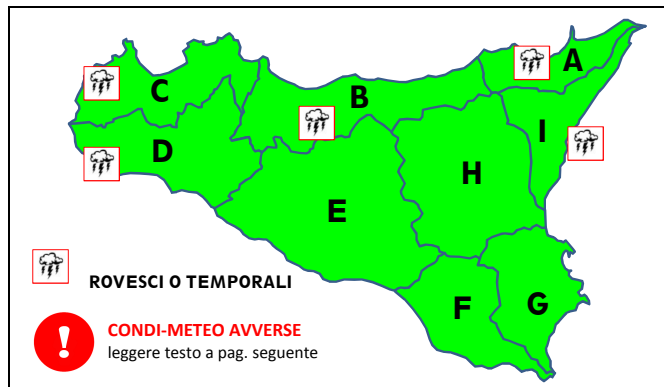 A
C
B
I
D
H
E
ROVESCI O TEMPORALI
F
G
!
CONDI-METEO AVVERSE
leggere testo a pag. seguente